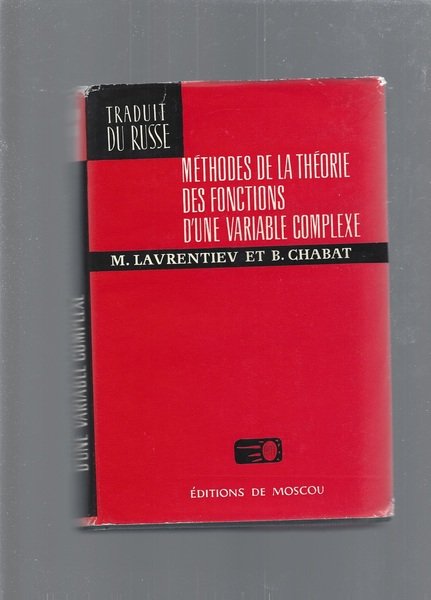 TRADUIT
DU RUSSE
MÉTHODES DE LA THÉORIE
DES FONCTIONS
D'UNE VARIABLE COMPLEXE
M. LAVRENTIEV ET B. CHABAT
ÉDITIONS DE MOSCOU
D'UNE VARIABLE COMPLEXE